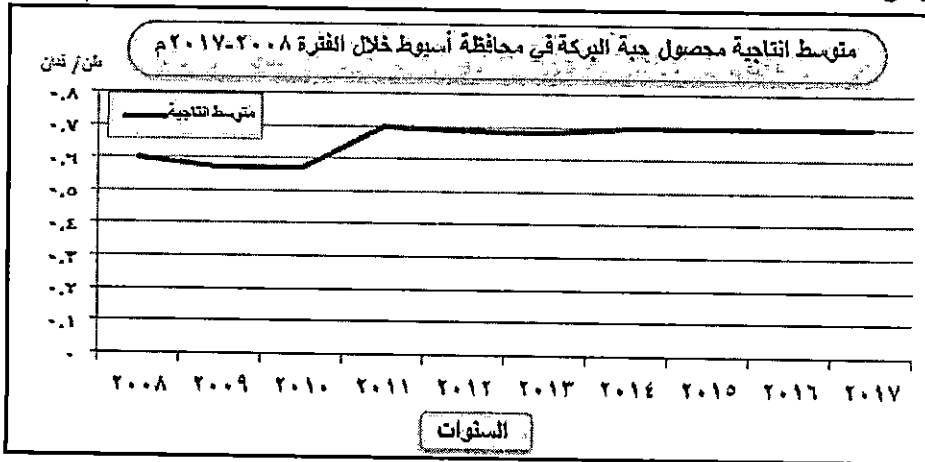 متوسط انتاجية محصول حبة البركة في محافظة أسيوط خلال الفترة ٢٠٠٨-٢٠١٧م
طن/ فدان
٠.٨
متوسط انتاجية
٠.٧
٠.٦
٠.٥
٠.٤
٠.٣
٠.٢
٠.١
٠
٢٠٠٨ ٢٠٠٩ ٢٠١٠ ٢٠١١ ٢٠١٢ ٢٠١٣ ٢٠١٤ ٢٠١٥ ٢٠١٦ ٢٠١٧
السنوات